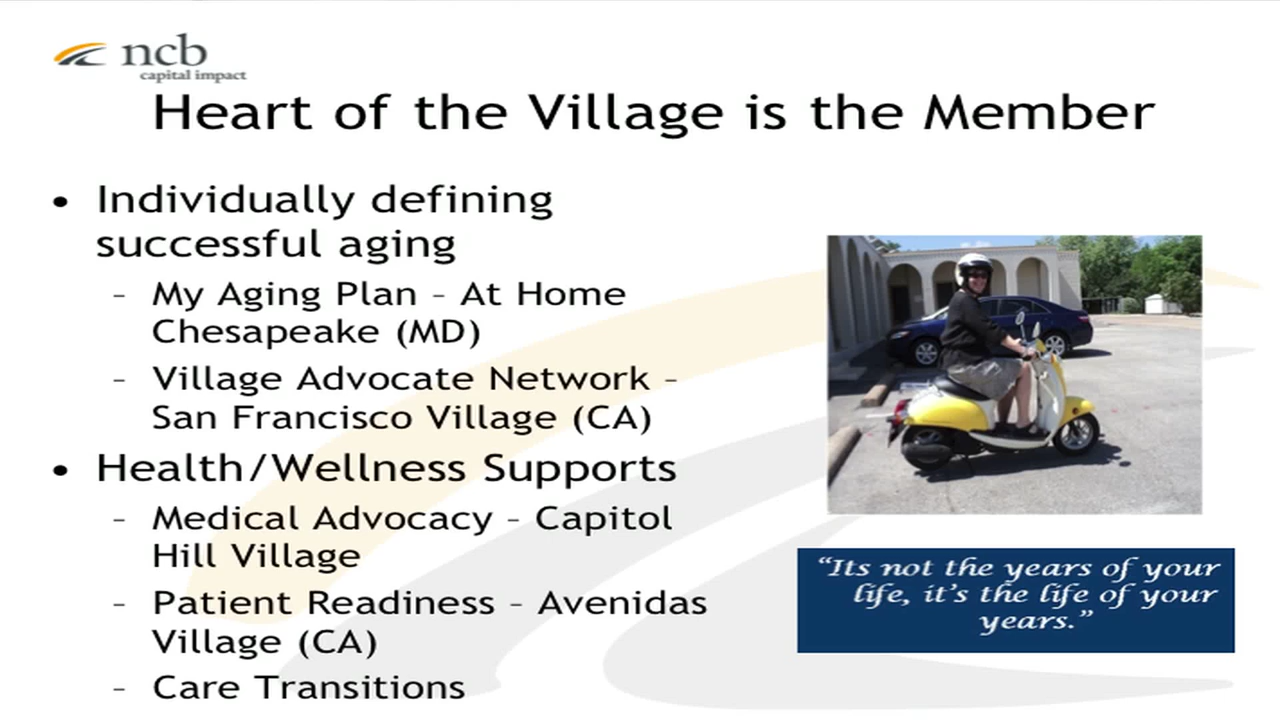 ncb
capital impact
Heart of the Village is the Member
• Individually defining
successful aging
– My Aging Plan – At Home
Chesapeake (MD)
– Village Advocate Network –
San Francisco Village (CA)
• Health/Wellness Supports
– Medical Advocacy – Capitol
Hill Village
– Patient Readiness – Avenidas
Village (CA)
– Care Transitions
“Its not the years of your
life, it’s the life of your
years.”